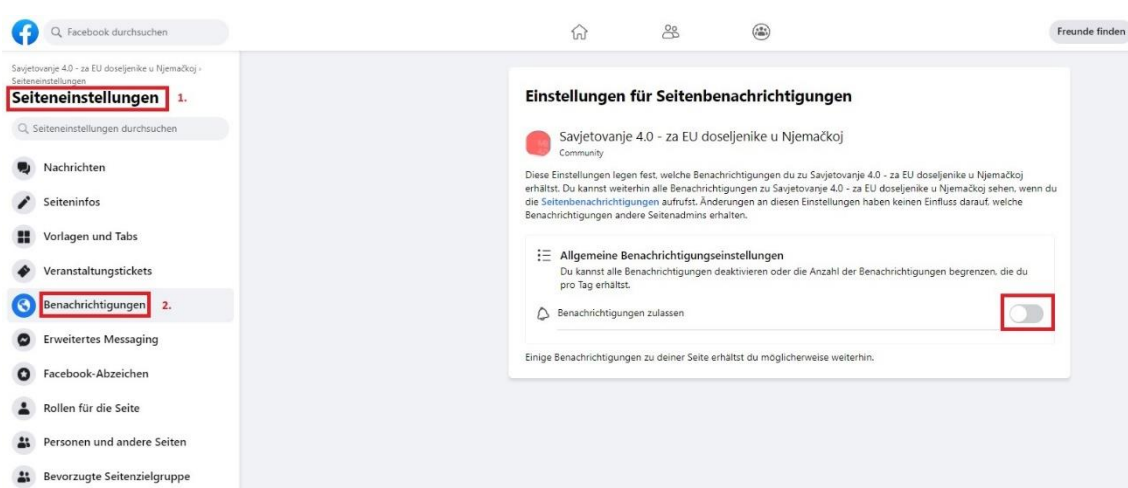 Facebook durchsuchen
Freunde finden
Savjetovanje 4.0 - za EU doseljenike u Njemačkoj ›
Seiteneinstellungen
Seiteneinstellungen 1.
Seiteneinstellungen durchsuchen
Nachrichten
Seiteninfos
Vorlagen und Tabs
Veranstaltungstickets
Benachrichtigungen 2.
Erweitertes Messaging
Facebook-Abzeichen
Rollen für die Seite
Personen und andere Seiten
Bevorzugte Seitenzielgruppe
Einstellungen für Seitenbenachrichtigungen
Savjetovanje 4.0 - za EU doseljenike u Njemačkoj
Community
Diese Einstellungen legen fest, welche Benachrichtigungen du zu Savjetovanje 4.0 - za EU doseljenike u Njemačkoj
erhältst. Du kannst weiterhin alle Benachrichtigungen zu Savjetovanje 4.0 - za EU doseljenike u Njemačkoj sehen, wenn du
die Seitenbenachrichtigungen aufrufst. Änderungen an diesen Einstellungen haben keinen Einfluss darauf, welche
Benachrichtigungen andere Seitenadmins erhalten.
Allgemeine Benachrichtigungseinstellungen
Du kannst alle Benachrichtigungen deaktivieren oder die Anzahl der Benachrichtigungen begrenzen, die du
pro Tag erhältst.
Benachrichtigungen zulassen
Einige Benachrichtigungen zu deiner Seite erhältst du möglicherweise weiterhin.